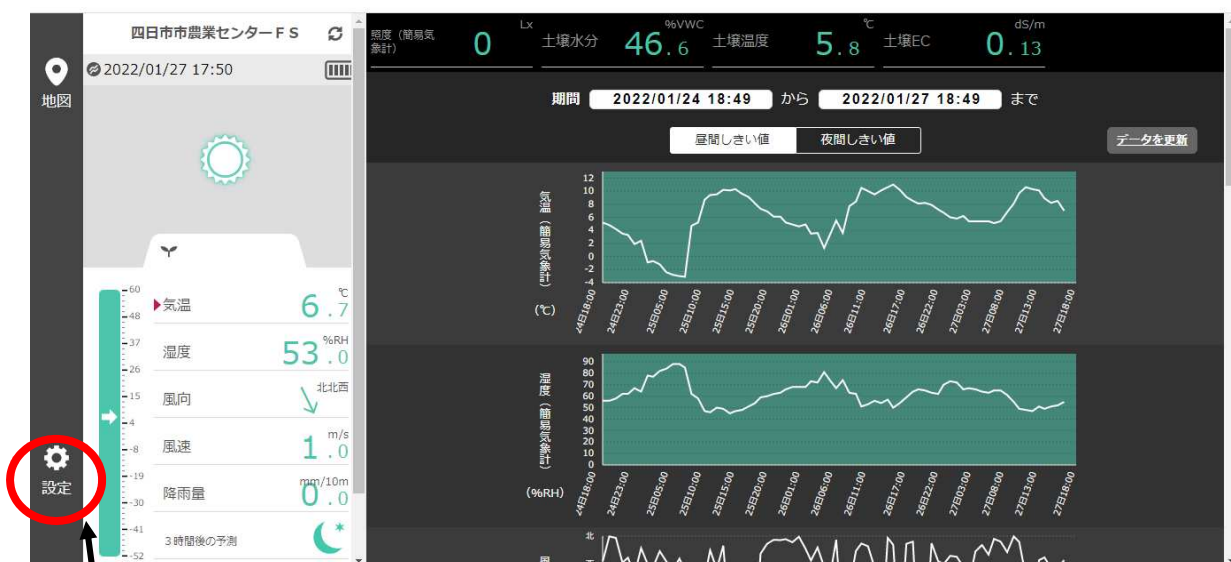 地図
設定
四日市市農業センターFS
2022/01/27 17:50
60
48
37
26
15
4
-8
-19
-30
-41
-52
気温 6.7 ℃
湿度 53.0 %RH
風向 北北西
風速 1.0 m/s
降雨量 0.0 mm/10m
3時間後の予測
照度(簡易気象計) 0 Lx
土壌水分 46.6 %VWC
土壌温度 5.8 ℃
土壌EC 0.13 dS/m
期間 2022/01/24 18:49 から 2022/01/27 18:49 まで
昼間しきい値 夜間しきい値
データを更新
気温(簡易気象計)
(℃)
12
10
8
6
4
2
0
-2
-4
24日18:00 24日23:00 25日05:00 25日10:00 25日15:00 25日20:00 26日01:00 26日06:00 26日11:00 26日17:00 26日22:00 27日03:00 27日08:00 27日13:00 27日18:00
湿度(簡易気象計)
(%RH)
90
80
70
60
50
40
30
20
10
0
24日18:00 24日23:00 25日05:00 25日10:00 25日15:00 25日20:00 26日01:00 26日06:00 26日11:00 26日17:00 26日22:00 27日03:00 27日08:00 27日13:00 27日18:00
北